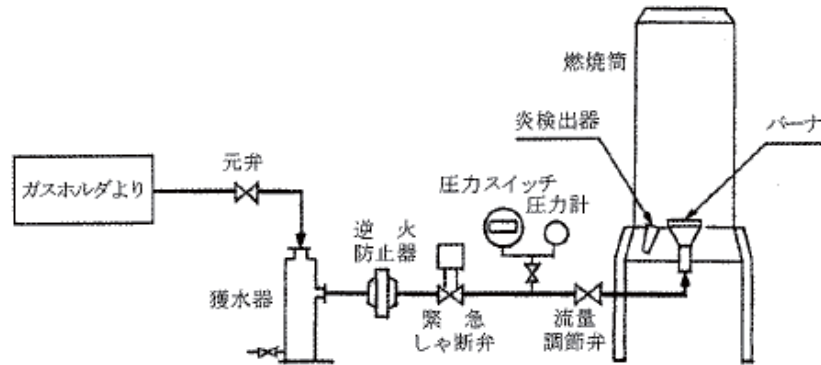 燃焼筒
炎検出器
バーナ
元弁
ガスホルダより
圧力スイッチ
圧力計
逆火
防止器
獲水器
緊急
しゃ断弁
流量
調節弁